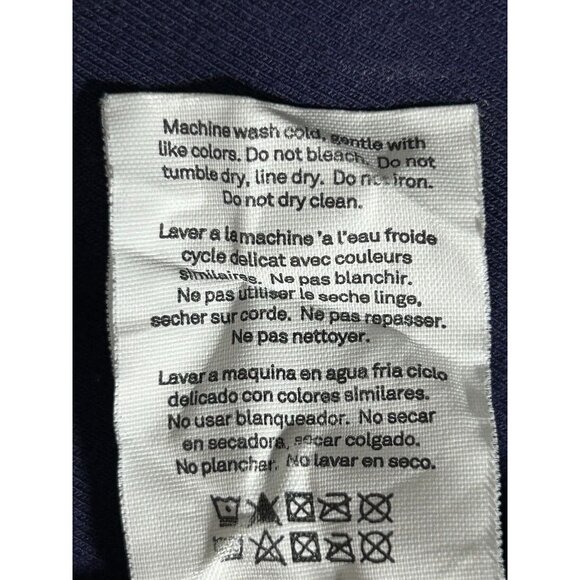 Machine wash cold, gentle with
like colors. Do not bleach. Do not
tumble dry, line dry. Do not iron.
Do not dry clean.
Laver a la machine 'a l'eau froide
cycle delicat avec couleurs
similaires. Ne pas blanchir.
Ne pas utiliser le seche linge,
secher sur corde. Ne pas repasser.
Ne pas nettoyer.
Lavar a maquina en agua fria ciclo
delicado con colores similares.
No usar blanqueador. No secar
en secadora, secar colgado.
No planchar. No lavar en seco.